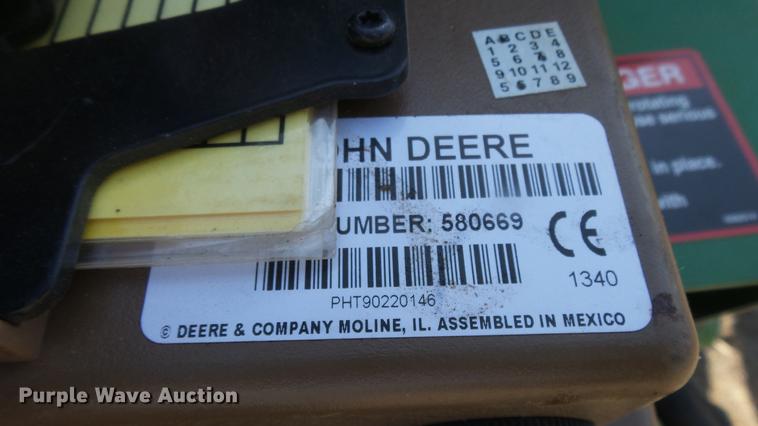 A B C D E
1 2 3 4
5 6 7 8
9 10 11 12
5 6 7 8 9
GER
rotating
se serious
in place.
with
OHN DEERE
UMBER: 580669
CE
1340
PHT90220146
© DEERE & COMPANY MOLINE, IL. ASSEMBLED IN MEXICO
Purple Wave Auction